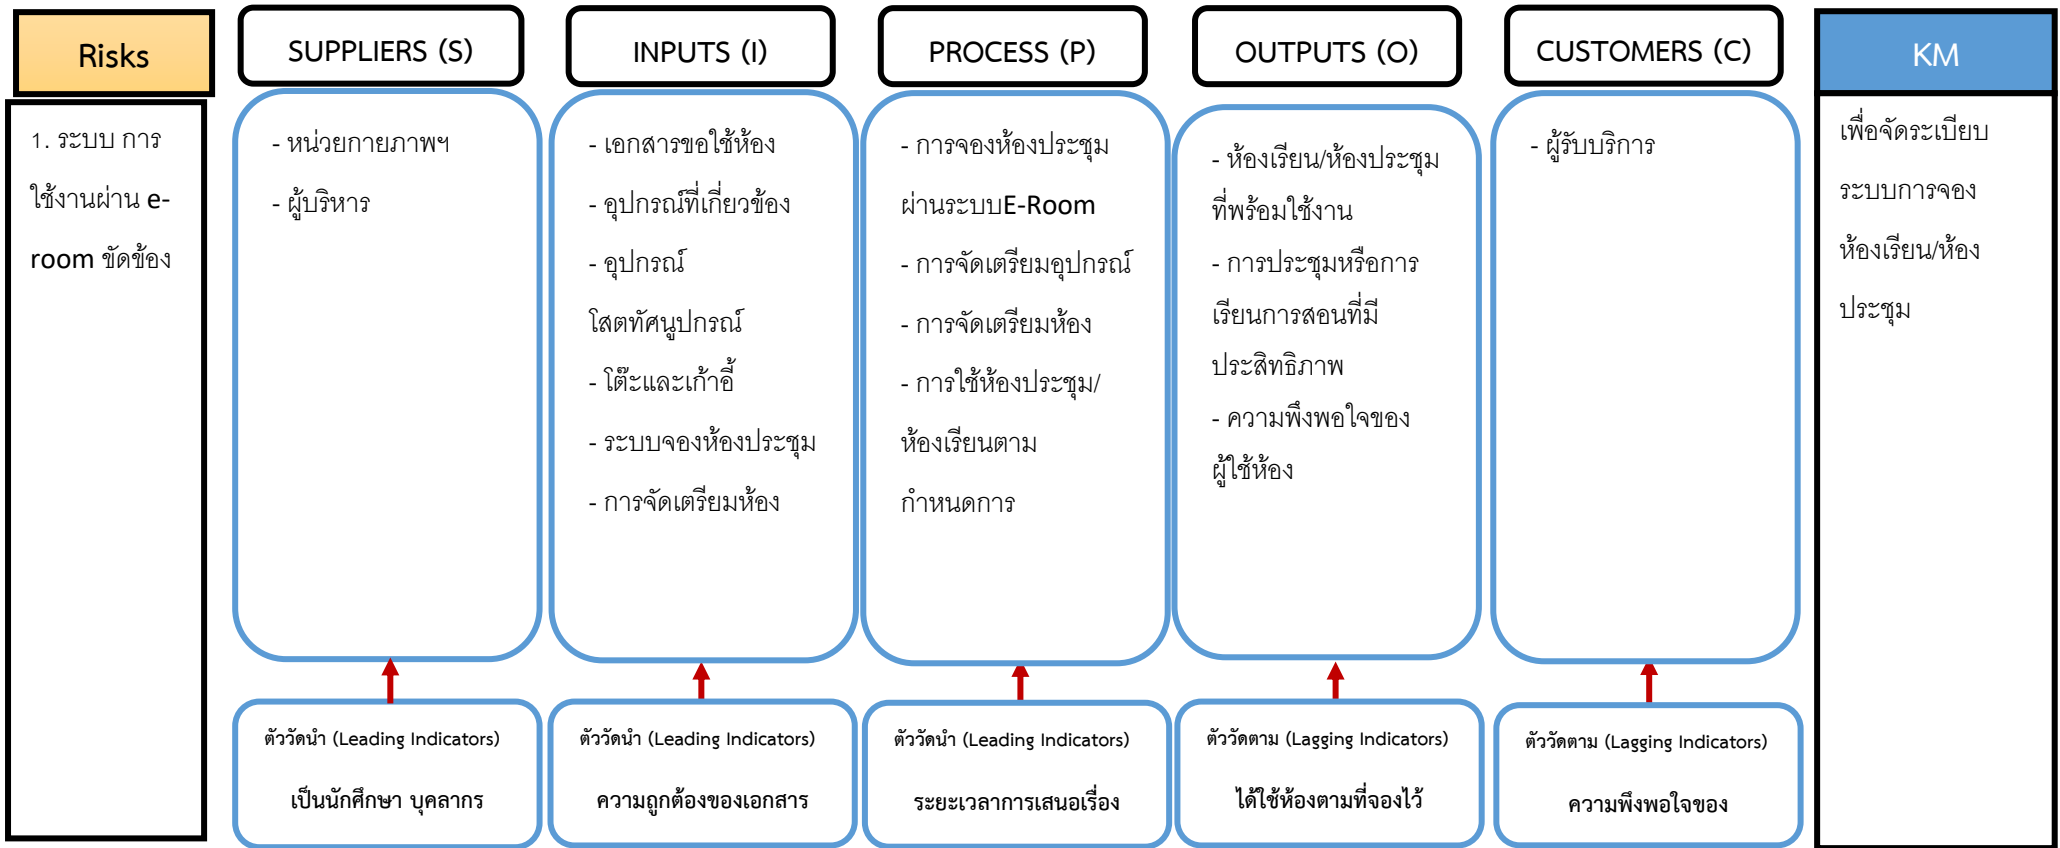 Risks
1. ระบบ การ
ใช้งานผ่าน e-
room ขัดข้อง
SUPPLIERS (S)
- หน่วยกายภาพฯ
- ผู้บริหาร
ตัววัดนำ (Leading Indicators)
เป็นนักศึกษา บุคลากร
INPUTS (I)
- เอกสารขอใช้ห้อง
- อุปกรณ์ที่เกี่ยวข้อง
- อุปกรณ์
โสตทัศนูปกรณ์
- โต๊ะและเก้าอี้
- ระบบจองห้องประชุม
- การจัดเตรียมห้อง
ตัววัดนำ (Leading Indicators)
ความถูกต้องของเอกสาร
PROCESS (P)
- การจองห้องประชุม
ผ่านระบบE-Room
- การจัดเตรียมอุปกรณ์
- การจัดเตรียมห้อง
- การใช้ห้องประชุม/
ห้องเรียนตาม
กำหนดการ
ตัววัดนำ (Leading Indicators)
ระยะเวลาการเสนอเรื่อง
OUTPUTS (O)
- ห้องเรียน/ห้องประชุม
ที่พร้อมใช้งาน
- การประชุมหรือการ
เรียนการสอนที่มี
ประสิทธิภาพ
- ความพึงพอใจของ
ผู้ใช้ห้อง
ตัววัดตาม (Lagging Indicators)
ได้ใช้ห้องตามที่จองไว้
CUSTOMERS (C)
- ผู้รับบริการ
ตัววัดตาม (Lagging Indicators)
ความพึงพอใจของ
KM
เพื่อจัดระเบียบ
ระบบการจอง
ห้องเรียน/ห้อง
ประชุม